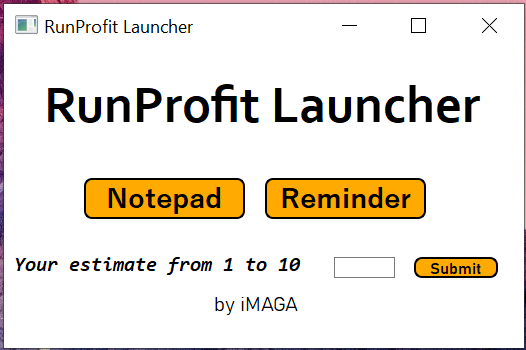 RunProfit Launcher
RunProfit Launcher
Notepad Reminder
Your estimate from 1 to 10 Submit
by iMAGA